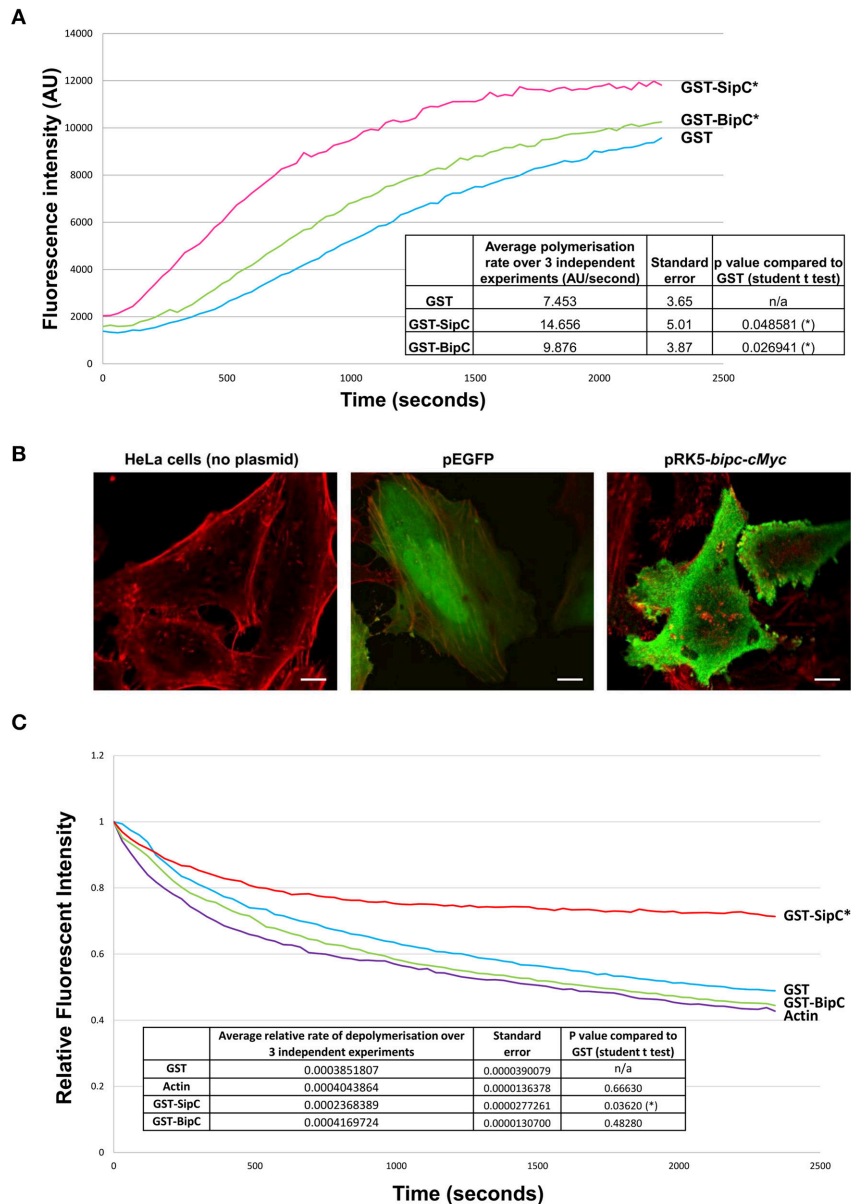 A
Fluorescence intensity (AU)
14000
12000
10000
8000
6000
4000
2000
0
GST-SipC*
GST-BipC*
GST
Average polymerisation rate over 3 independent experiments (AU/second)
Standard error
p value compared to GST (student t test)
GST 7.453 3.65 n/a
GST-SipC 14.656 5.01 0.048581 (*)
GST-BipC 9.876 3.87 0.026941 (*)
0 500 1000 1500 2000 2500
Time (seconds)
B
HeLa cells (no plasmid)
pEGFP
pRK5-bipc-cMyc
C
Relative Fluorescent Intensity
1.2
1
0.8
0.6
0.4
0.2
0
GST-SipC*
GST
GST-BipC
Actin
Average relative rate of depolymerisation over 3 independent experiments
Standard error
P value compared to GST (student t test)
GST 0.0003851807 0.0000390079 n/a
Actin 0.0004043864 0.0000136378 0.66630
GST-SipC 0.0002368389 0.0000277261 0.03620 (*)
GST-BipC 0.0004169724 0.0000130700 0.48280
0 500 1000 1500 2000 2500
Time (seconds)